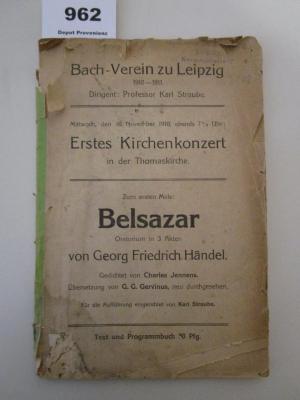 962
Depot Provenienz
Bach-Verein zu Leipzig
1910–1911.
Dirigent: Professor Karl Straube.
Mittwoch, den 16. November 1910, abends 7½ Uhr:
Erstes Kirchenkonzert
in der Thomaskirche.
Zum ersten Male:
Belsazar
Oratorium in 3 Akten
von Georg Friedrich Händel.
Gedichtet von Charles Jennens.
Übersetzung von G. G. Gervinus, neu durchgesehen.
Für die Aufführung eingerichtet von Karl Straube.
Text und Programmbuch Pfg.